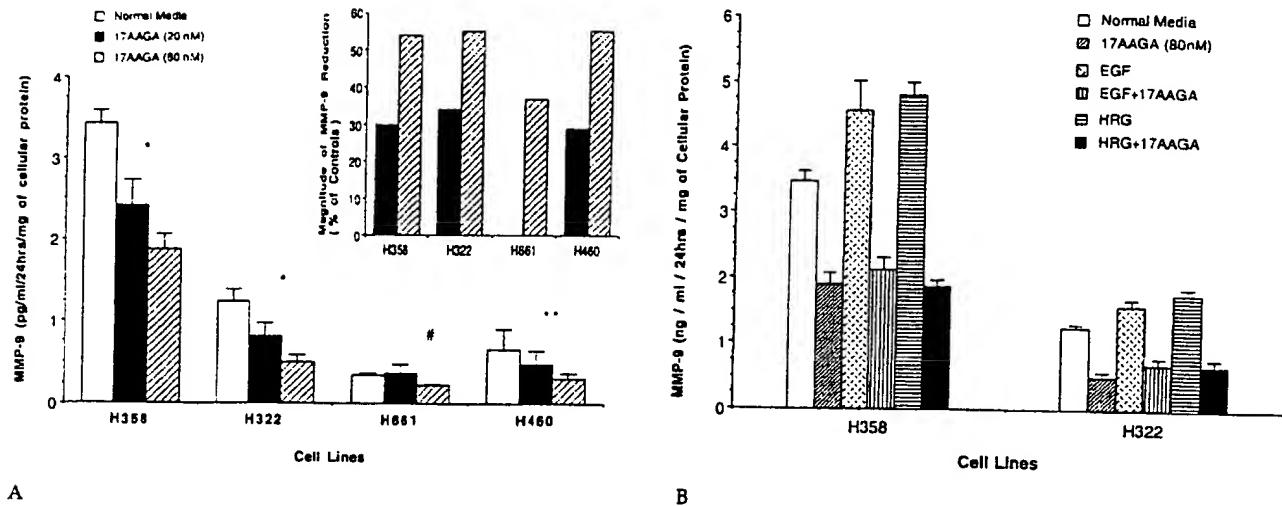 Normal Media
17AAGA (20 nM)
17AAGA (80 nM)
MMP-9 (pg/ml/24hrs/mg of cellular protein)
4
3
2
1
0
*
*
#
**
H358
H322
H661
H460
Cell Lines
Magnitude of MMP-9 Reduction
( % of Controls )
60
50
40
30
20
10
0
H358
H322
H661
H460
A
Normal Media
17AAGA (80nM)
EGF
EGF+17AAGA
HRG
HRG+17AAGA
MMP-9 (ng / ml / 24hrs / mg of Cellular Protein)
6
5
4
3
2
1
0
H358
H322
Cell Lines
B